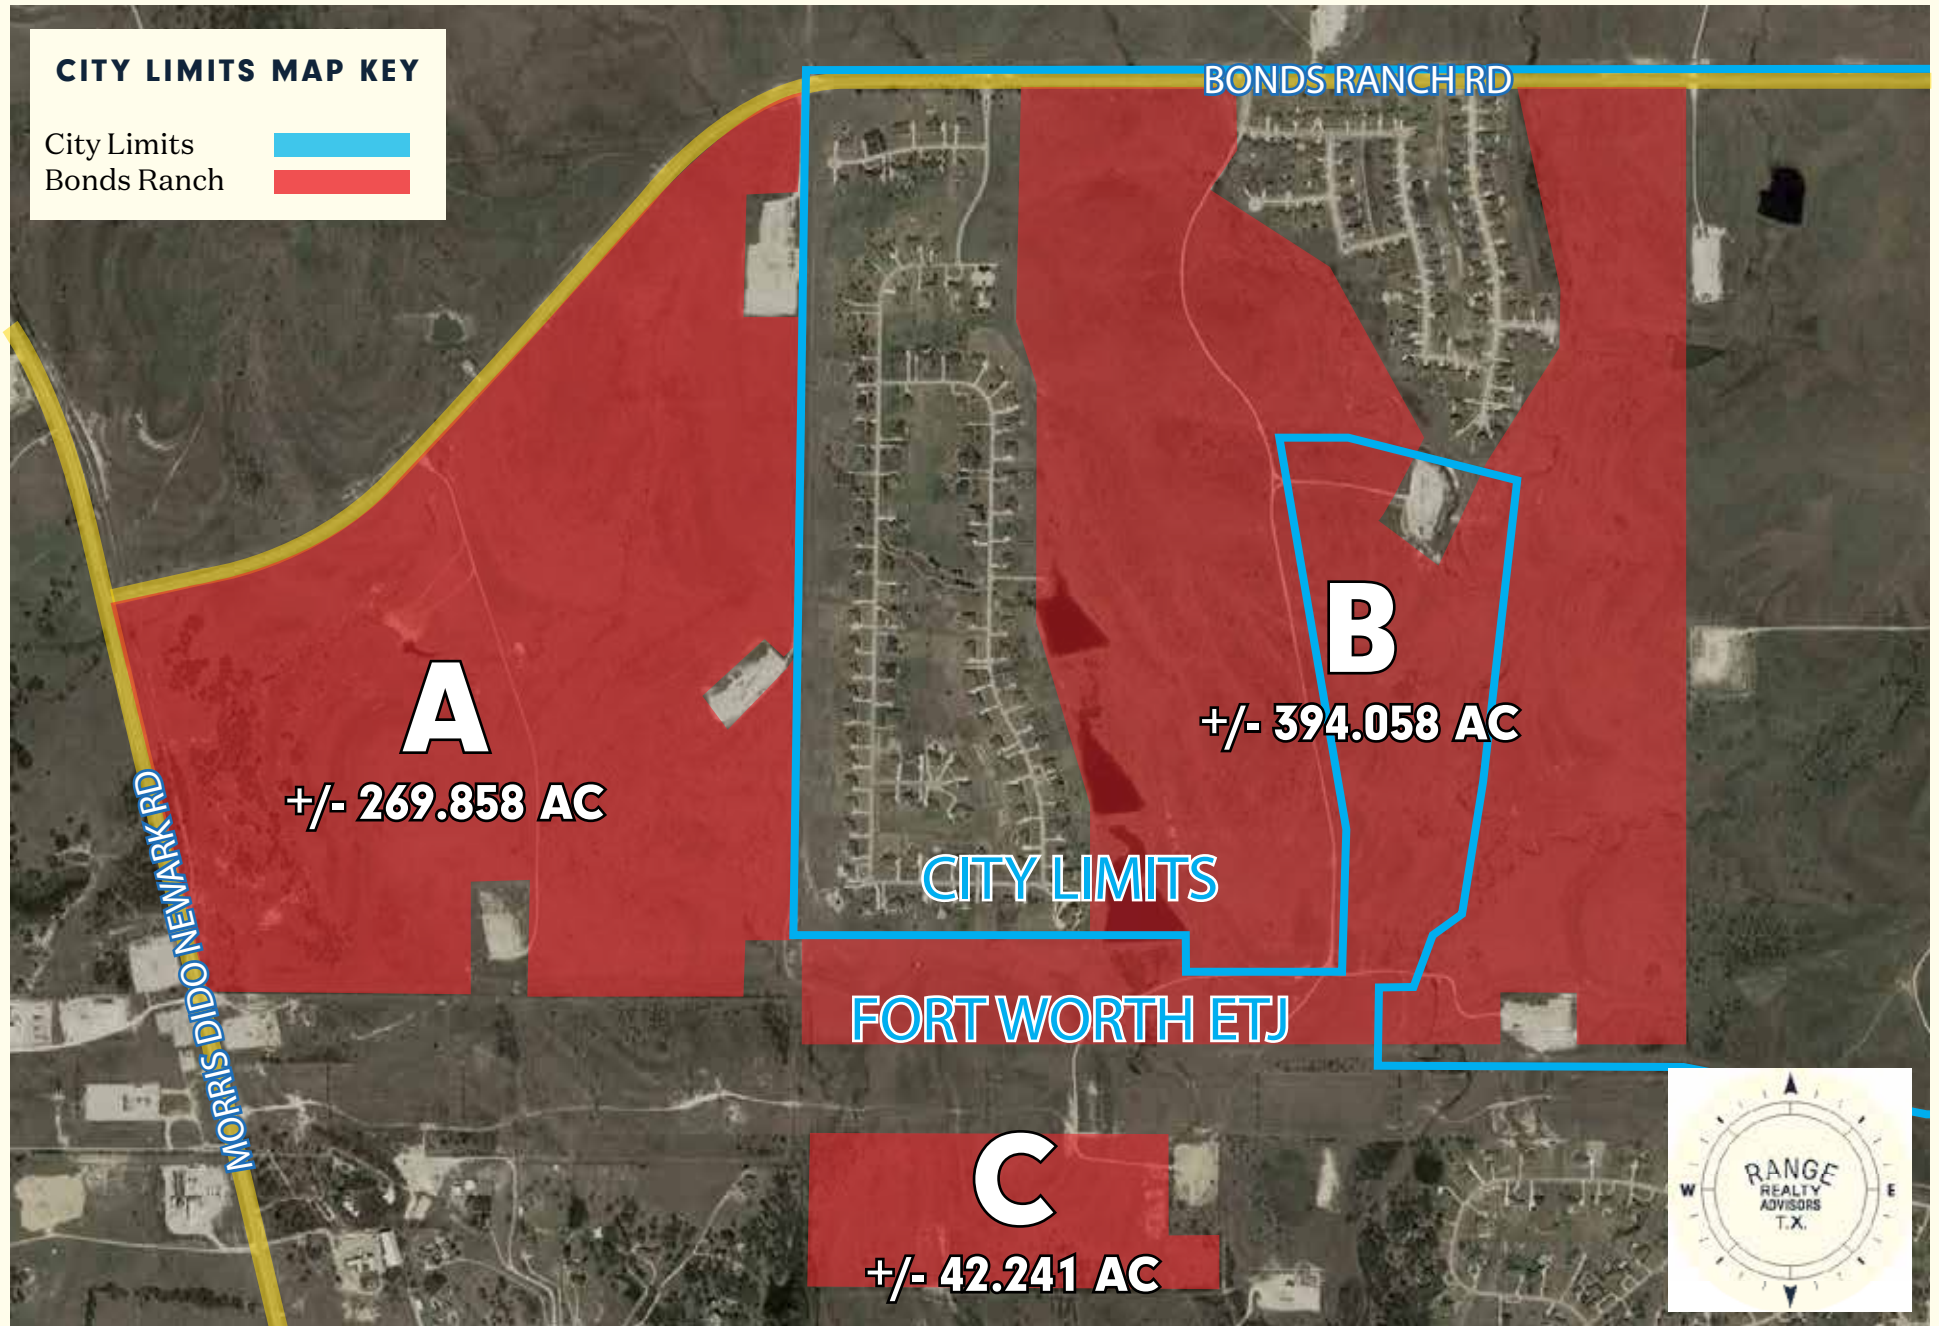 CITY LIMITS MAP KEY
City Limits
Bonds Ranch
BONDS RANCH RD
A
+/- 269.858 AC
B
+/- 394.058 AC
MORRIS DIDO NEWARK RD
CITY LIMITS
FORT WORTH ETJ
C
+/- 42.241 AC
W
E
RANGE
REALTY
ADVISORS
T.X.